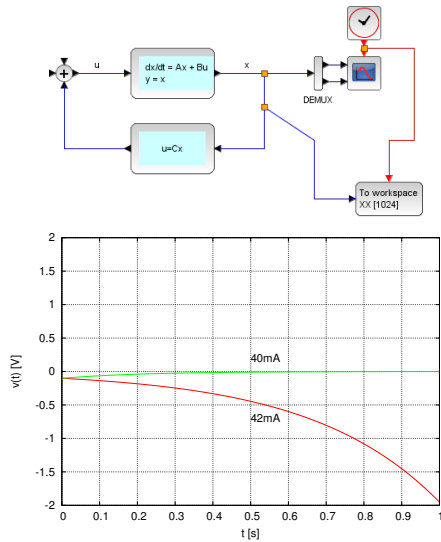 u
dx/dt = Ax + Bu
y = x
x
DEMUX
u=Cx
To workspace
XX [1024]
2
1.5
1
0.5
0
-0.5
-1
-1.5
-2
v(t) [V]
40mA
42mA
0 0.1 0.2 0.3 0.4 0.5 0.6 0.7 0.8 0.9 1
t [s]